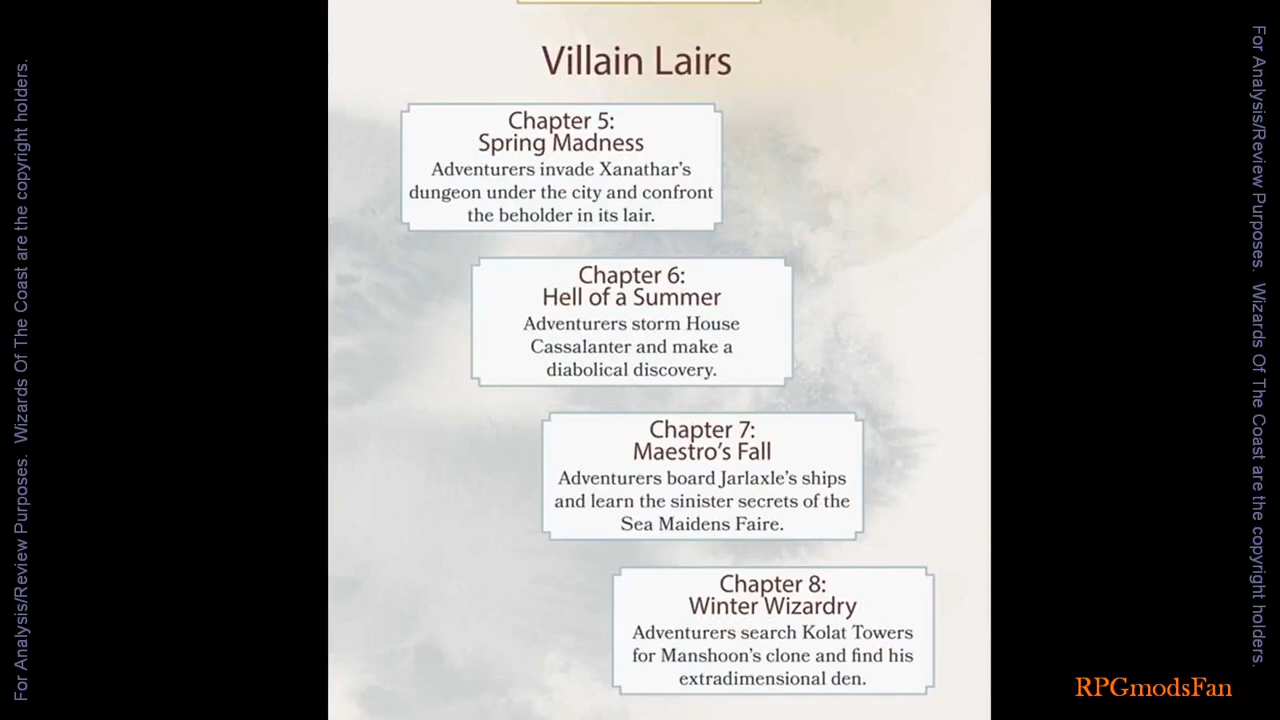 Villain Lairs
Chapter 5:
Spring Madness
Adventurers invade Xanathar's
dungeon under the city and confront
the beholder in its lair.
Chapter 6:
Hell of a Summer
Adventurers storm House
Cassalanter and make a
diabolical discovery.
Chapter 7:
Maestro's Fall
Adventurers board Jarlaxle's ships
and learn the sinister secrets of the
Sea Maidens Faire.
Chapter 8:
Winter Wizardry
Adventurers search Kolat Towers
for Manshoon's clone and find his
extradimensional den.
For Analysis/Review Purposes. Wizards Of The Coast are the copyright holders.
For Analysis/Review Purposes. Wizards Of The Coast are the copyright holders.
RPGmodsFan